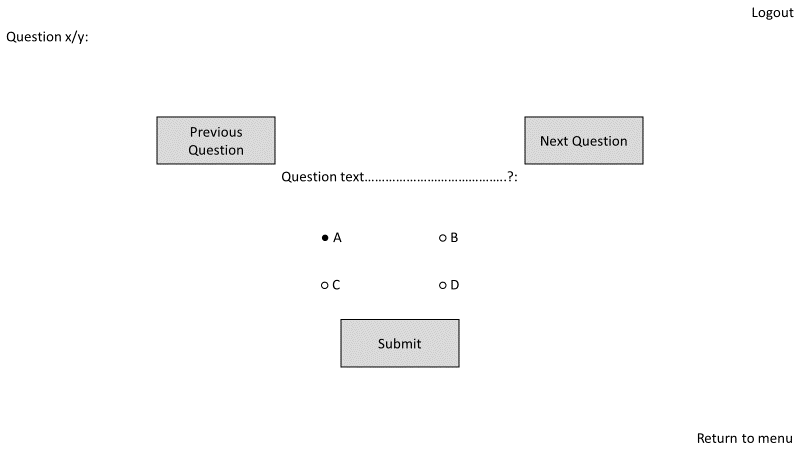 Logout
Question x/y:
Previous
Question
Next Question
Question text……………………………………?:
A
B
C
D
Submit
Return to menu